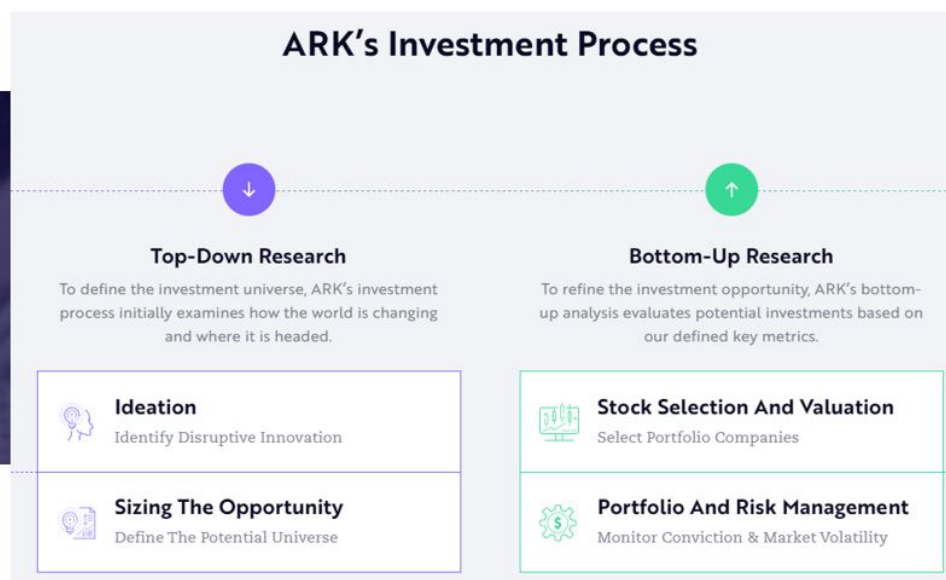 ARK’s Investment Process
Top-Down Research
To define the investment universe, ARK’s investment
process initially examines how the world is changing
and where it is headed.
Ideation
Identify Disruptive Innovation
Sizing The Opportunity
Define The Potential Universe
Bottom-Up Research
To refine the investment opportunity, ARK’s bottom-
up analysis evaluates potential investments based on
our defined key metrics.
Stock Selection And Valuation
Select Portfolio Companies
$
Portfolio And Risk Management
Monitor Conviction & Market Volatility